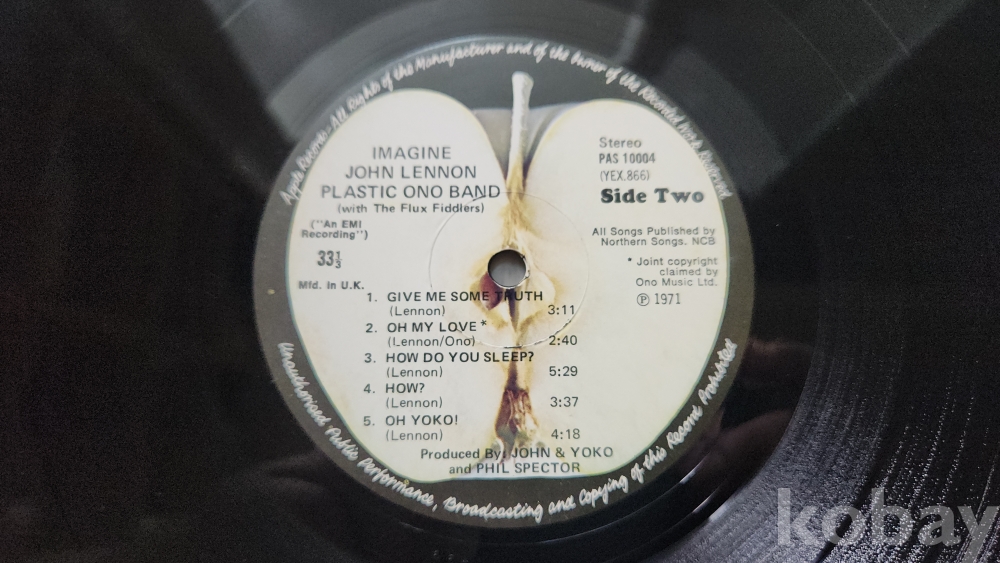 Apple Records - All Rights of the Manufacturer and of the Owner of the Recorded Work Reserved
IMAGINE
JOHN LENNON
PLASTIC ONO BAND
(with The Flux Fiddlers)
("An EMI
Recording")
33⅓
Mfd. in U.K.
Stereo
PAS 10004
(YEX.866)
Side Two
All Songs Published by
Northern Songs. NCB
* Joint copyright
claimed by
Ono Music Ltd.
℗ 1971
1. GIVE ME SOME TRUTH
(Lennon) 3:11
2. OH MY LOVE *
(Lennon/Ono) 2:40
3. HOW DO YOU SLEEP?
(Lennon) 5:29
4. HOW?
(Lennon) 3:37
5. OH YOKO!
(Lennon) 4:18
Produced By: JOHN & YOKO
and PHIL SPECTOR
Unauthorised Public Performance, Broadcasting and Copying of this Record Prohibited
kobay